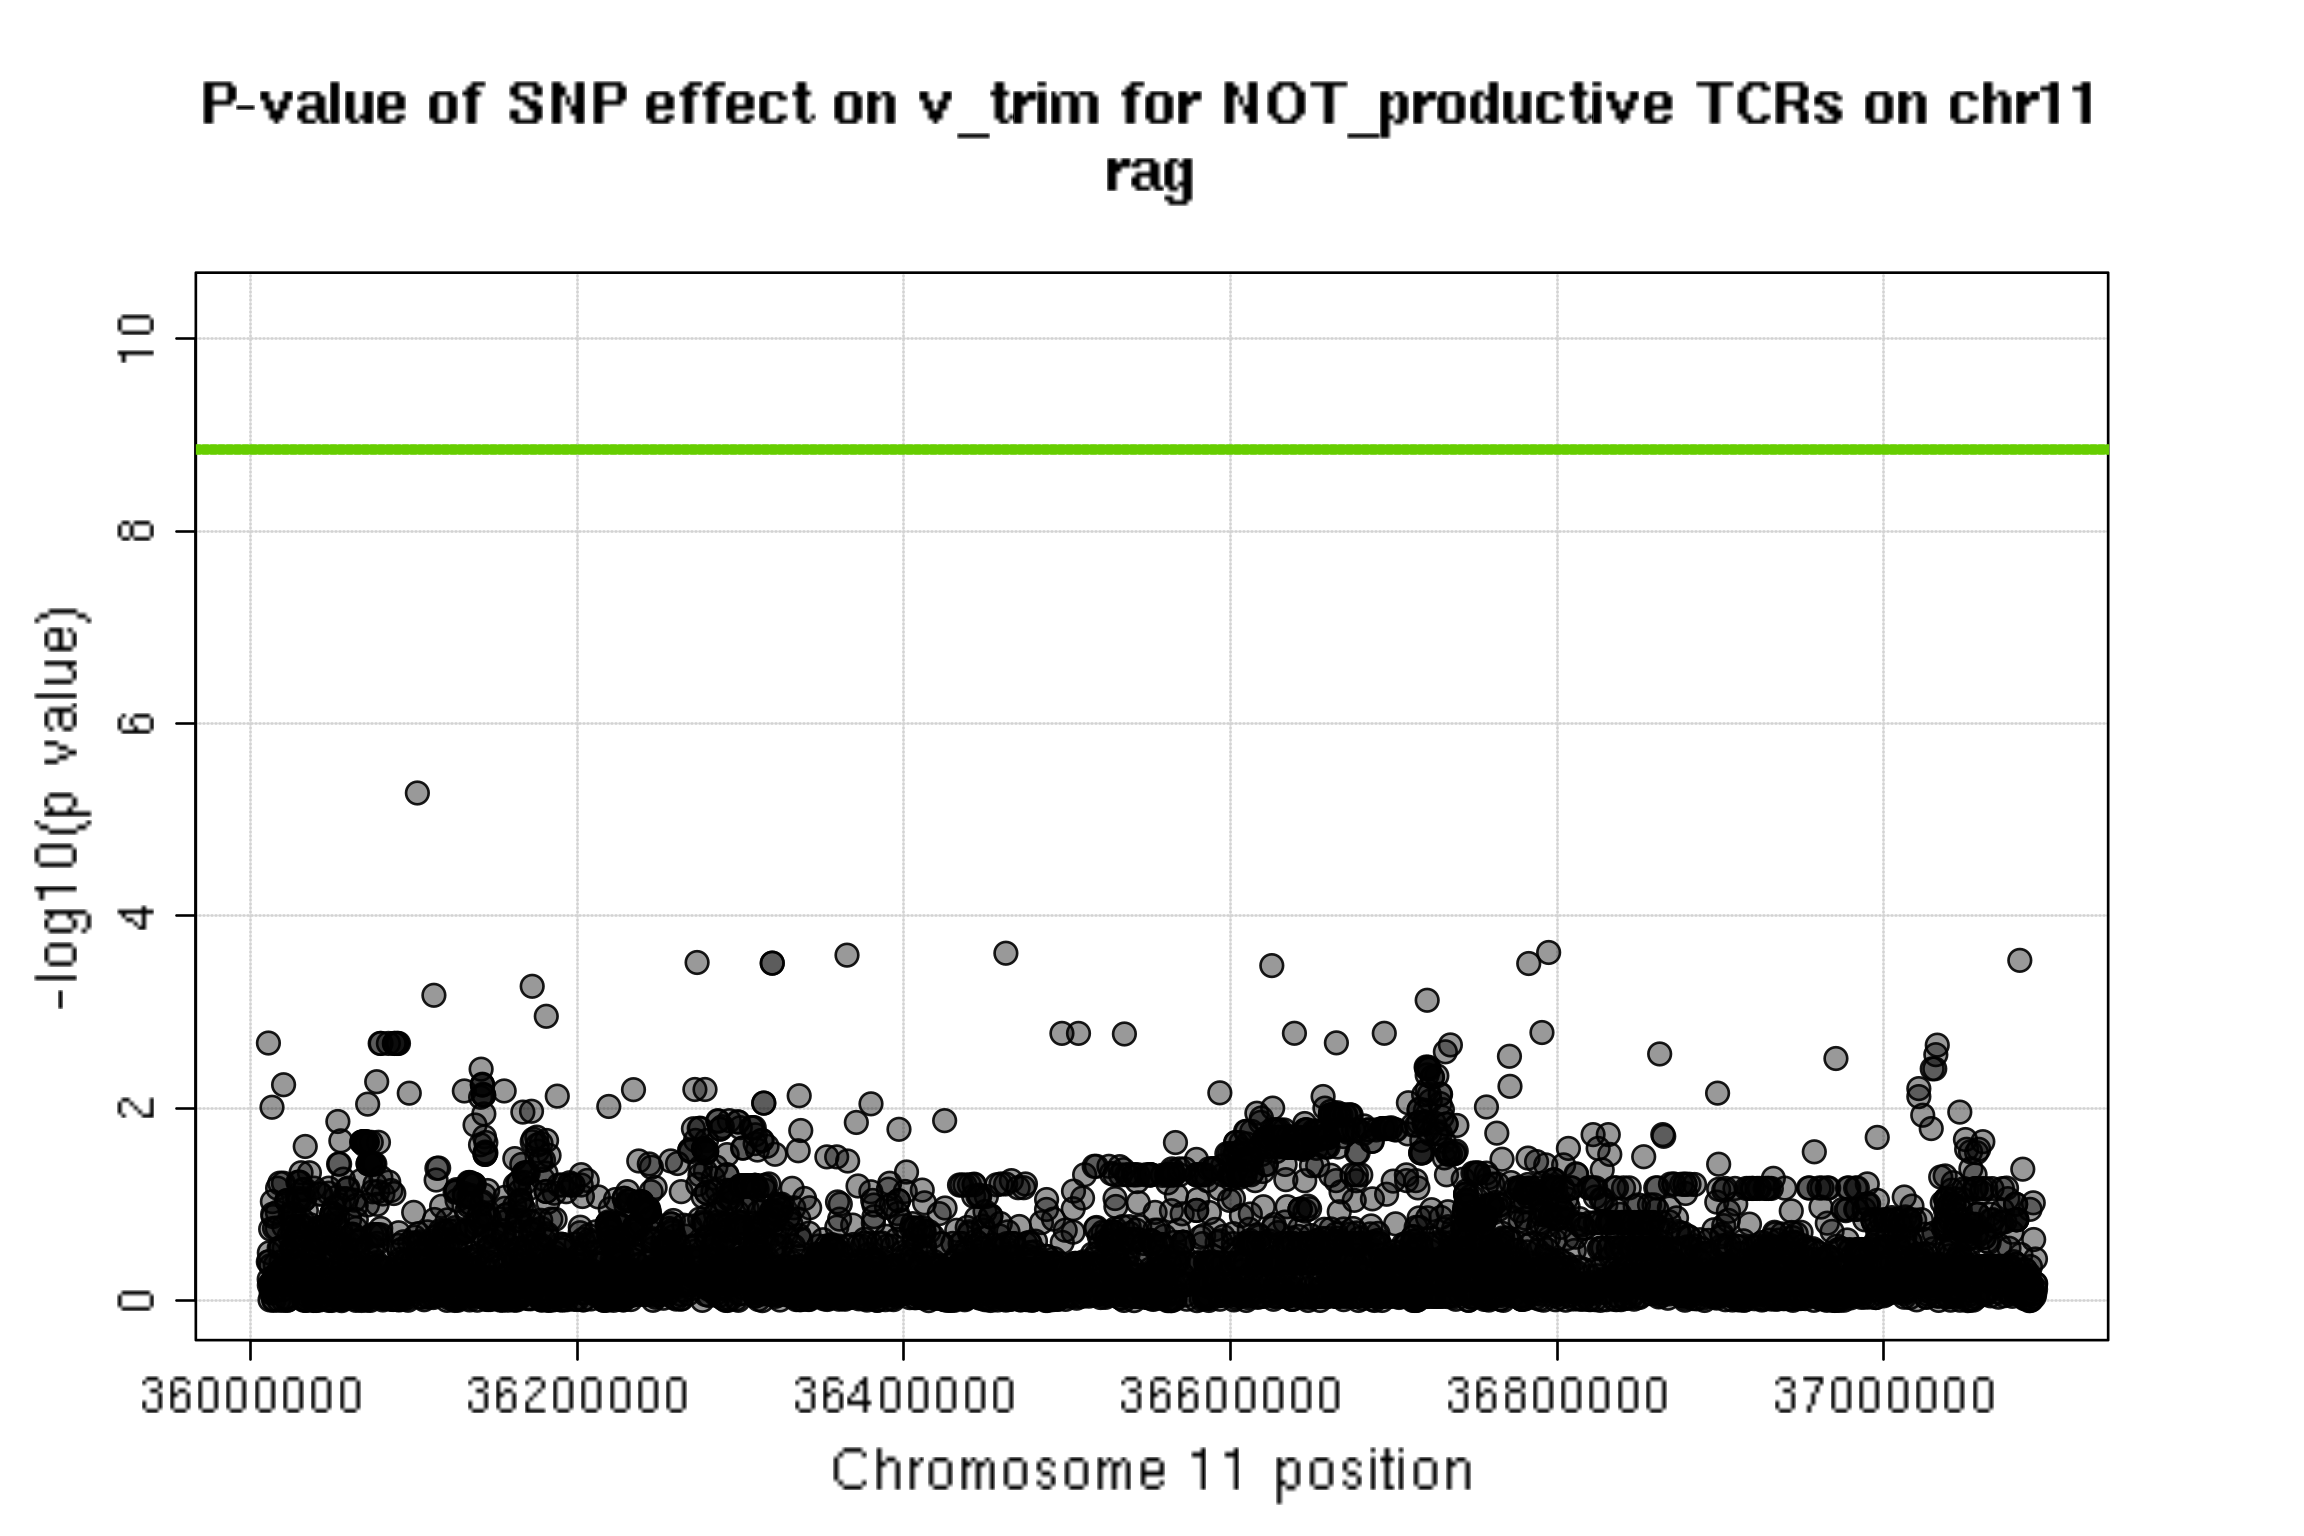 P-value of SNP effect on v_trim for NOT_productive TCRs on chr11
rag
10
8
6
4
2
0
-log10(p value)
36000000 36200000 36400000 36600000 36800000 37000000
Chromosome 11 position